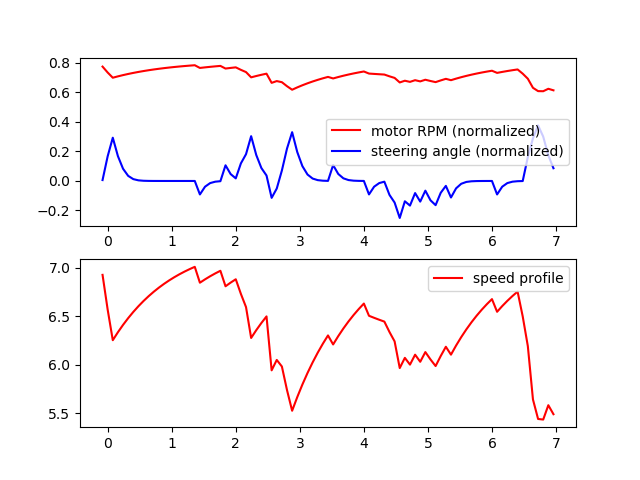 0.8
0.6
0.4
0.2
0.0
−0.2
motor RPM (normalized)
steering angle (normalized)
0 1 2 3 4 5 6 7
7.0
6.5
6.0
5.5
speed profile
0 1 2 3 4 5 6 7